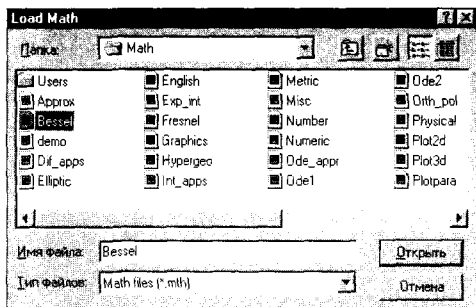 Load Math
Папка: Math
Users English Metric Ode2
Approx Exp_int Misc Orth_pol
Bessel Fresnel Number Physical
demo Graphics Numeric Plot2d
Dif_apps Hypergeo Ode_appr Plot3d
Elliptic Int_apps Ode1 Plotpara
Имя файла: Bessel Открыть
Тип файлов: Math files (*.mth) Отмена